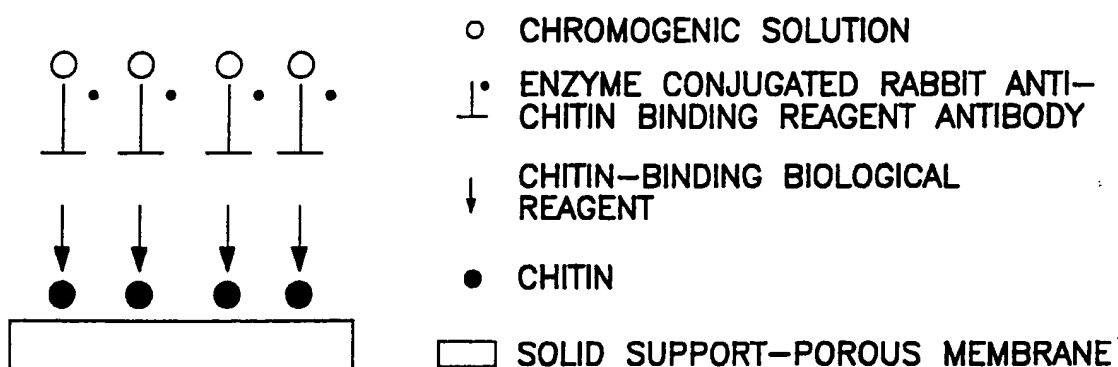 CHROMOGENIC SOLUTION
ENZYME CONJUGATED RABBIT ANTI–
CHITIN BINDING REAGENT ANTIBODY
CHITIN–BINDING BIOLOGICAL
REAGENT
CHITIN
SOLID SUPPORT–POROUS MEMBRANE